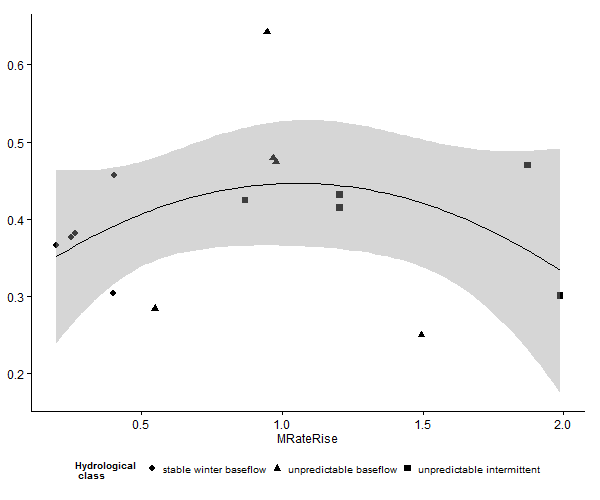 0.6
0.5
0.4
0.3
0.2
0.5 1.0 1.5 2.0
MRateRise
Hydrological
class
stable winter baseflow unpredictable baseflow unpredictable intermittent